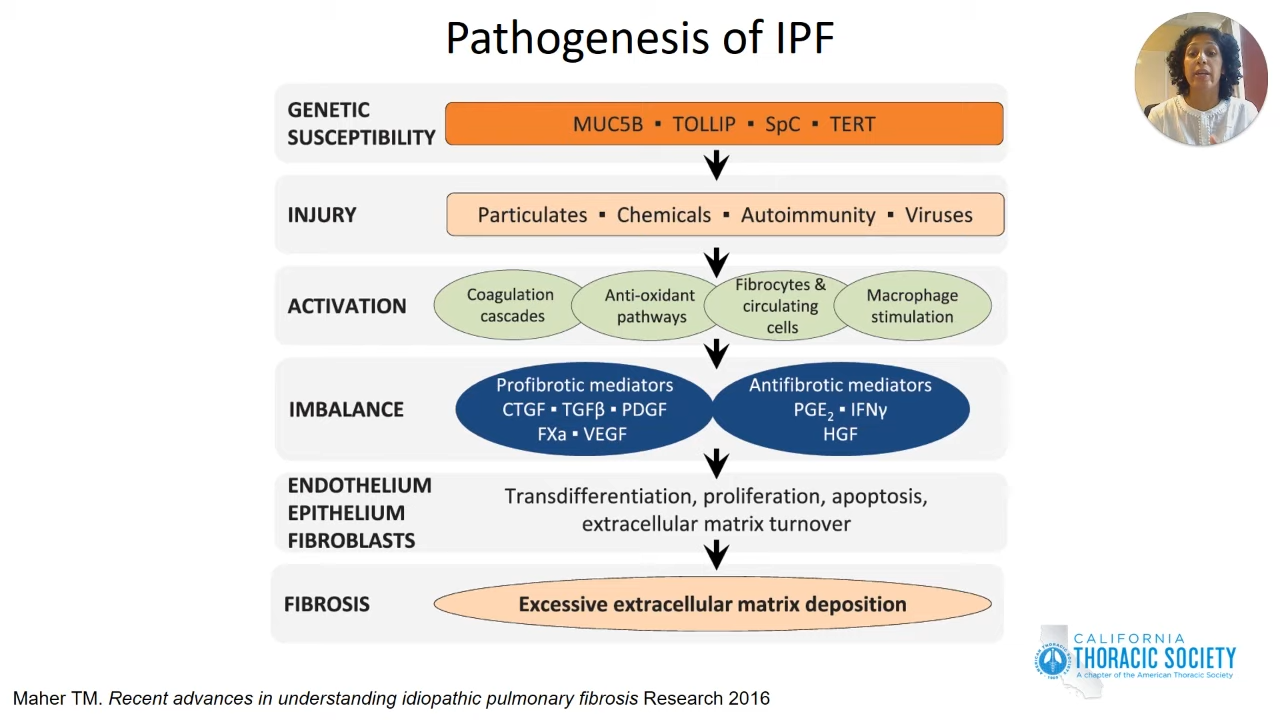 Pathogenesis of IPF
GENETIC
SUSCEPTIBILITY
MUC5B ▪ TOLLIP ▪ SpC ▪ TERT
INJURY
Particulates ▪ Chemicals ▪ Autoimmunity ▪ Viruses
ACTIVATION
Coagulation
cascades
Anti-oxidant
pathways
Fibrocytes &
circulating
cells
Macrophage
stimulation
IMBALANCE
Profibrotic mediators
CTGF ▪ TGFβ ▪ PDGF
FXa ▪ VEGF
Antifibrotic mediators
PGE₂ ▪ IFNγ
HGF
ENDOTHELIUM
EPITHELIUM
FIBROBLASTS
Transdifferentiation, proliferation, apoptosis,
extracellular matrix turnover
FIBROSIS
Excessive extracellular matrix deposition
CALIFORNIA
THORACIC SOCIETY
A chapter of the American Thoracic Society
Maher TM. Recent advances in understanding idiopathic pulmonary fibrosis Research 2016